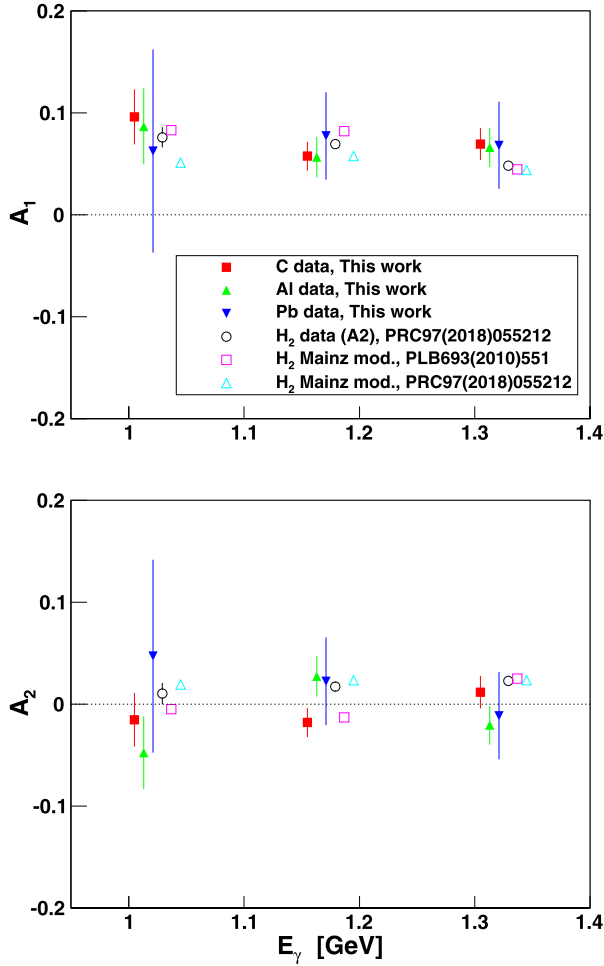 0.2
0.1
0
-0.1
-0.2
A₁
C data, This work
Al data, This work
Pb data, This work
H₂ data (A2), PRC97(2018)055212
H₂ Mainz mod., PLB693(2010)551
H₂ Mainz mod., PRC97(2018)055212
1 1.1 1.2 1.3 1.4
0.2
0.1
0
-0.1
-0.2
A₂
1 1.1 1.2 1.3 1.4
Eγ [GeV]